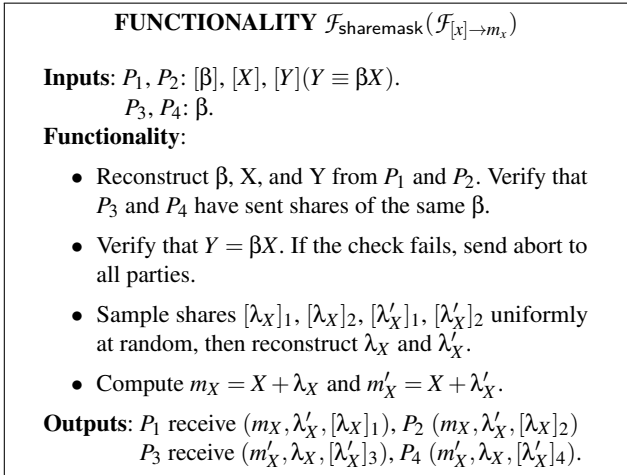 FUNCTIONALITY 𝓕sharemask(𝓕[x]→mₓ)
Inputs: P₁, P₂: [β], [X], [Y](Y ≡ βX).
P₃, P₄: β.
Functionality:
• Reconstruct β, X, and Y from P₁ and P₂. Verify that
P₃ and P₄ have sent shares of the same β.
• Verify that Y = βX. If the check fails, send abort to
all parties.
• Sample shares [λ_X]₁, [λ_X]₂, [λ′_X]₁, [λ′_X]₂ uniformly
at random, then reconstruct λ_X and λ′_X.
• Compute m_X = X + λ_X and m′_X = X + λ′_X.
Outputs: P₁ receive (m_X, λ′_X, [λ_X]₁), P₂ (m_X, λ′_X, [λ_X]₂)
P₃ receive (m′_X, λ_X, [λ′_X]₃), P₄ (m′_X, λ_X, [λ′_X]₄).